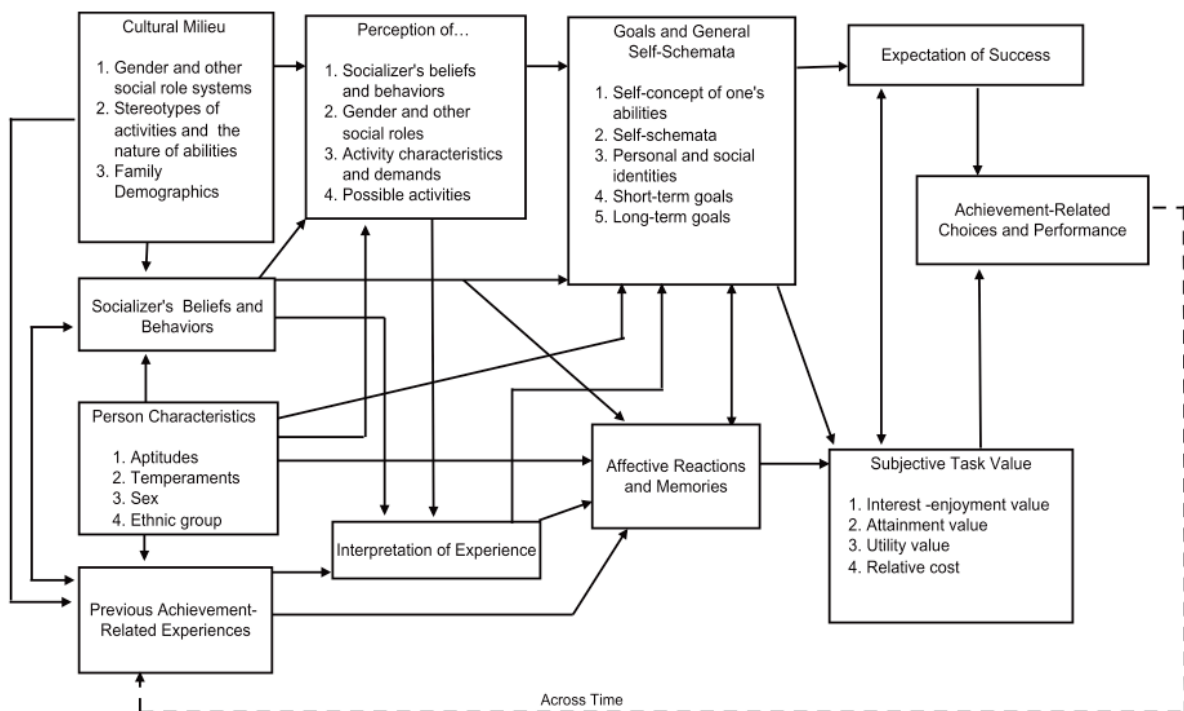 Cultural Milieu
1. Gender and other
social role systems
2. Stereotypes of
activities and the
nature of abilities
3. Family
Demographics
Perception of…
1. Socializer's beliefs
and behaviors
2. Gender and other
social roles
3. Activity characteristics
and demands
4. Possible activities
Goals and General
Self-Schemata
1. Self-concept of one's
abilities
2. Self-schemata
3. Personal and social
identities
4. Short-term goals
5. Long-term goals
Expectation of Success
Achievement-Related
Choices and Performance
Socializer's Beliefs and
Behaviors
Person Characteristics
1. Aptitudes
2. Temperaments
3. Sex
4. Ethnic group
Affective Reactions
and Memories
Subjective Task Value
1. Interest -enjoyment value
2. Attainment value
3. Utility value
4. Relative cost
Interpretation of Experience
Previous Achievement-
Related Experiences
Across Time